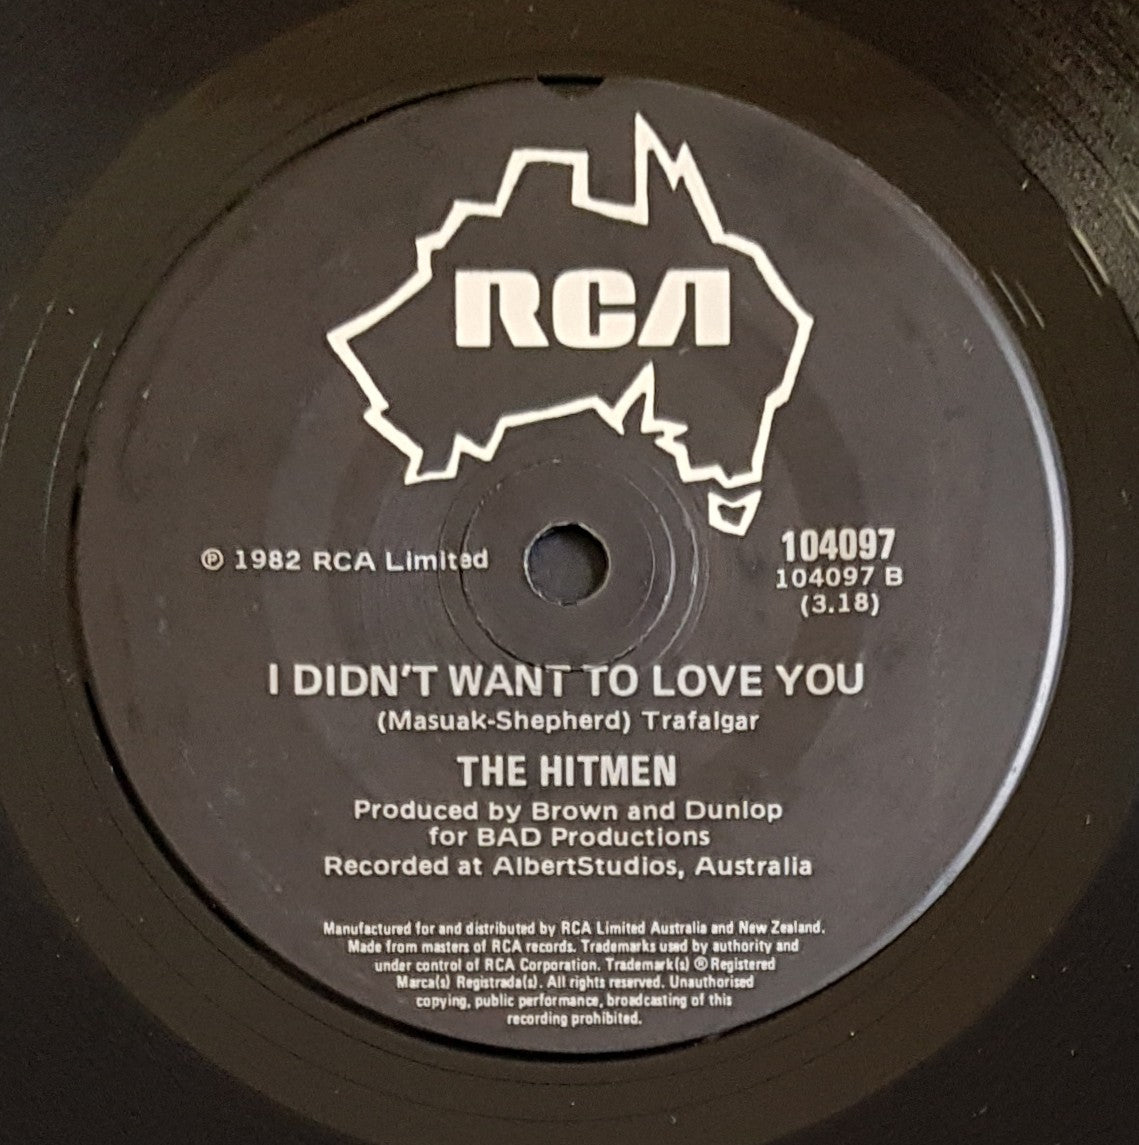 RCA
℗ 1982 RCA Limited
104097
104097 B
(3.18)
I DIDN'T WANT TO LOVE YOU
(Masuak-Shepherd) Trafalgar
THE HITMEN
Produced by Brown and Dunlop
for BAD Productions
Recorded at AlbertStudios, Australia
Manufactured for and distributed by RCA Limited Australia and New Zealand.
Made from masters of RCA records. Trademarks used by authority and
under control of RCA Corporation. Trademark(s) ® Registered
Marca(s) Registrada(s). All rights reserved. Unauthorised
copying, public performance, broadcasting of this
recording prohibited.